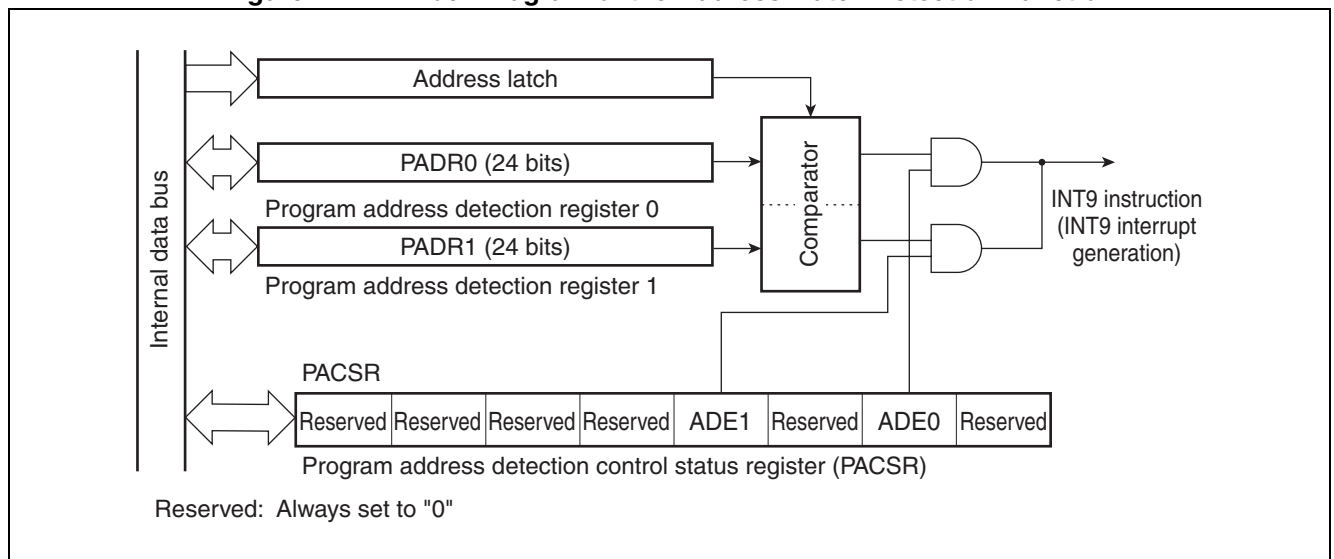 Address latch
PADR0 (24 bits)
Program address detection register 0
PADR1 (24 bits)
Program address detection register 1
Internal data bus
Comparator
INT9 instruction
(INT9 interrupt
generation)
PACSR
Reserved Reserved Reserved Reserved ADE1 Reserved ADE0 Reserved
Program address detection control status register (PACSR)
Reserved: Always set to "0"